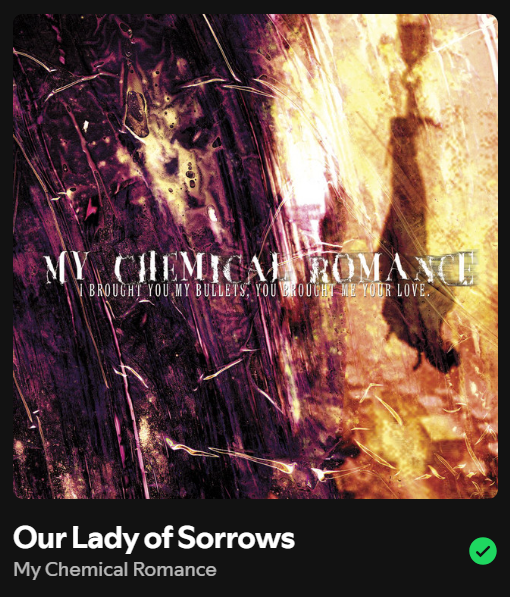 MY CHEMICAL ROMANCE
I BROUGHT YOU MY BULLETS, YOU BROUGHT ME YOUR LOVE.
Our Lady of Sorrows
My Chemical Romance